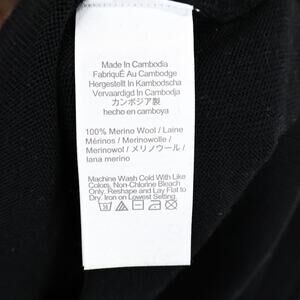 Made In Cambodia
FabriquÉ Au Cambodge
Hergestellt In Kambodscha
Vervaardigd In Cambodja
カンボジア製
hecho en camboya
100% Merino Wool / Laine
Mérinos / Merinowolle /
Merinowol / メリノウール /
lana merino
Machine Wash Cold With Like
Colors, Non-Chlorine Bleach
Only, Reshape and Lay Flat to
Dry. Iron on Lowest Setting.